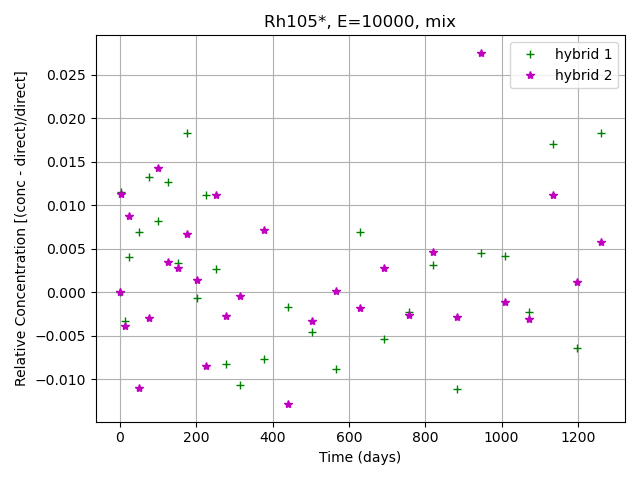 Rh105*, E=10000, mix
hybrid 1
hybrid 2
Relative Concentration [(conc - direct)/direct]
0.025
0.020
0.015
0.010
0.005
0.000
−0.005
−0.010
0 200 400 600 800 1000 1200
Time (days)